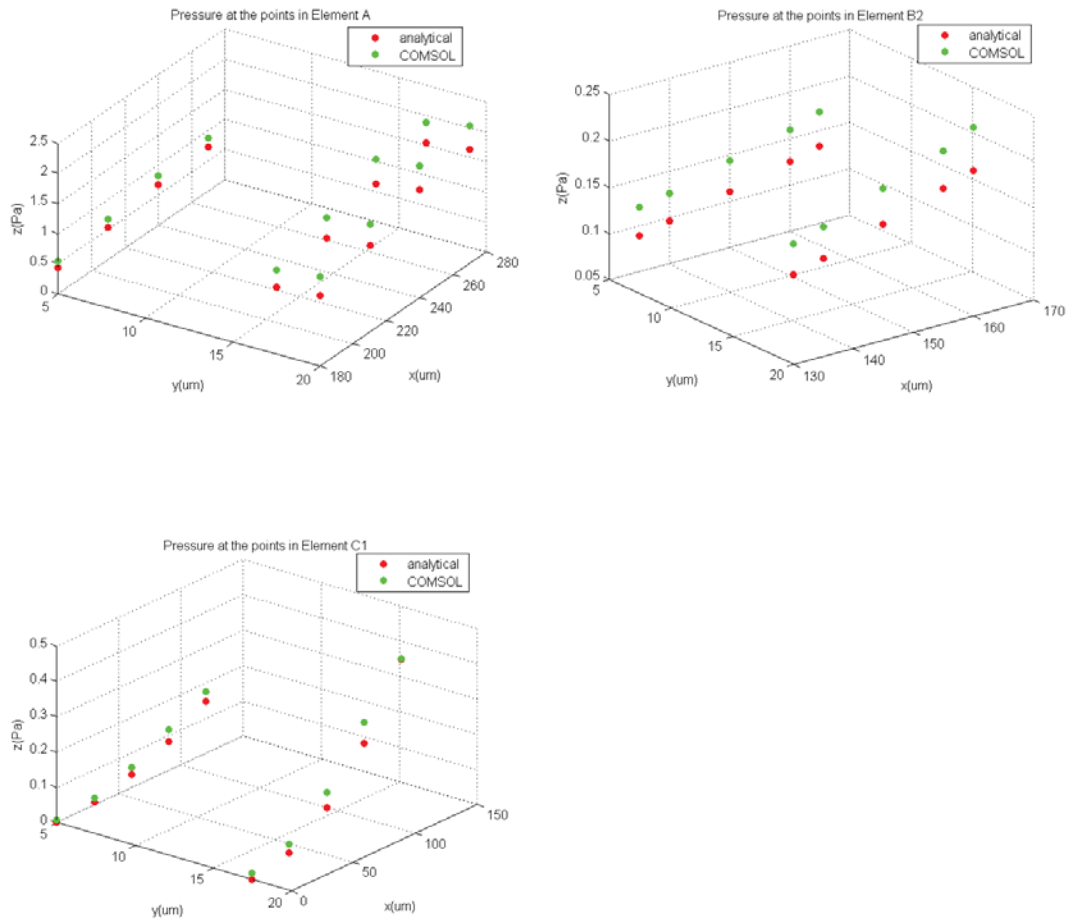 Pressure at the points in Element A
analytical
COMSOL
2.5
2
1.5
1
0.5
0
z(Pa)
5
10
15
20
y(um)
180
200
220
240
260
280
x(um)
Pressure at the points in Element B2
analytical
COMSOL
0.25
0.2
0.15
0.1
0.05
z(Pa)
5
10
15
20
y(um)
130
140
150
160
170
x(um)
Pressure at the points in Element C1
analytical
COMSOL
0.5
0.4
0.3
0.2
0.1
0
z(Pa)
5
10
15
20
y(um)
0
50
100
150
x(um)